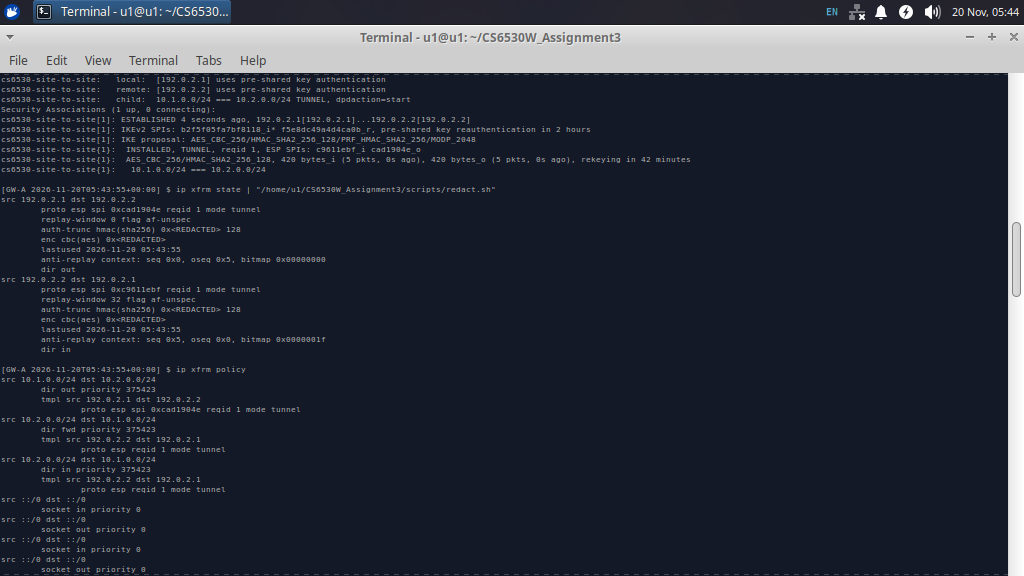 Terminal - u1@u1: ~/CS6530...
EN
20 Nov, 05:44
Terminal - u1@u1: ~/CS6530W_Assignment3
File Edit View Terminal Tabs Help
cs6530-site-to-site:   local:  [192.0.2.1] uses pre-shared key authentication
cs6530-site-to-site:   remote: [192.0.2.2] uses pre-shared key authentication
cs6530-site-to-site:   child:  10.1.0.0/24 === 10.2.0.0/24 TUNNEL, dpdaction=start
Security Associations (1 up, 0 connecting):
cs6530-site-to-site[1]: ESTABLISHED 4 seconds ago, 192.0.2.1[192.0.2.1]...192.0.2.2[192.0.2.2]
cs6530-site-to-site[1]: IKEv2 SPIs: b2f5f05fa7bf8118_i* f5e8dc49a4d4ca0b_r, pre-shared key reauthentication in 2 hours
cs6530-site-to-site[1]: IKE proposal: AES_CBC_256/HMAC_SHA2_256_128/PRF_HMAC_SHA2_256/MODP_2048
cs6530-site-to-site{1}:  INSTALLED, TUNNEL, reqid 1, ESP SPIs: c9611ebf_i cad1904e_o
cs6530-site-to-site{1}:  AES_CBC_256/HMAC_SHA2_256_128, 420 bytes_i (5 pkts, 0s ago), 420 bytes_o (5 pkts, 0s ago), rekeying in 42 minutes
cs6530-site-to-site{1}:   10.1.0.0/24 === 10.2.0.0/24
[GW-A 2026-11-20T05:43:55+00:00] $ ip xfrm state | "/home/u1/CS6530W_Assignment3/scripts/redact.sh"
src 192.0.2.1 dst 192.0.2.2
        proto esp spi 0xcad1904e reqid 1 mode tunnel
        replay-window 0 flag af-unspec
        auth-trunc hmac(sha256) 0x<REDACTED> 128
        enc cbc(aes) 0x<REDACTED>
        lastused 2026-11-20 05:43:55
        anti-replay context: seq 0x0, oseq 0x5, bitmap 0x00000000
        dir out
src 192.0.2.2 dst 192.0.2.1
        proto esp spi 0xc9611ebf reqid 1 mode tunnel
        replay-window 32 flag af-unspec
        auth-trunc hmac(sha256) 0x<REDACTED> 128
        enc cbc(aes) 0x<REDACTED>
        lastused 2026-11-20 05:43:55
        anti-replay context: seq 0x5, oseq 0x0, bitmap 0x0000001f
        dir in
[GW-A 2026-11-20T05:43:55+00:00] $ ip xfrm policy
src 10.1.0.0/24 dst 10.2.0.0/24
        dir out priority 375423
        tmpl src 192.0.2.1 dst 192.0.2.2
                proto esp spi 0xcad1904e reqid 1 mode tunnel
src 10.2.0.0/24 dst 10.1.0.0/24
        dir fwd priority 375423
        tmpl src 192.0.2.2 dst 192.0.2.1
                proto esp reqid 1 mode tunnel
src 10.2.0.0/24 dst 10.1.0.0/24
        dir in priority 375423
        tmpl src 192.0.2.2 dst 192.0.2.1
                proto esp reqid 1 mode tunnel
src ::/0 dst ::/0
        socket in priority 0
src ::/0 dst ::/0
        socket out priority 0
src ::/0 dst ::/0
        socket in priority 0
src ::/0 dst ::/0
        socket out priority 0